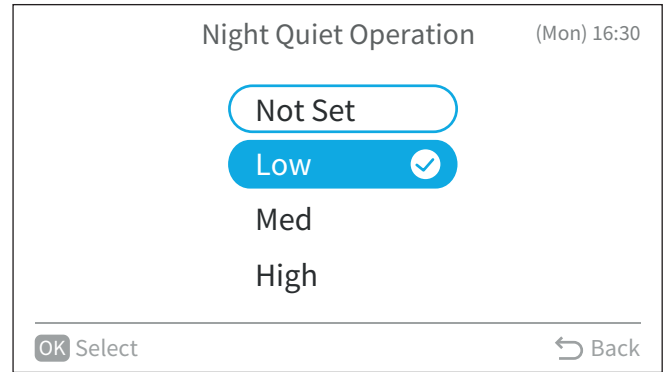 Night Quiet Operation (Mon) 16:30
Not Set
Low
Med
High
OK Select Back